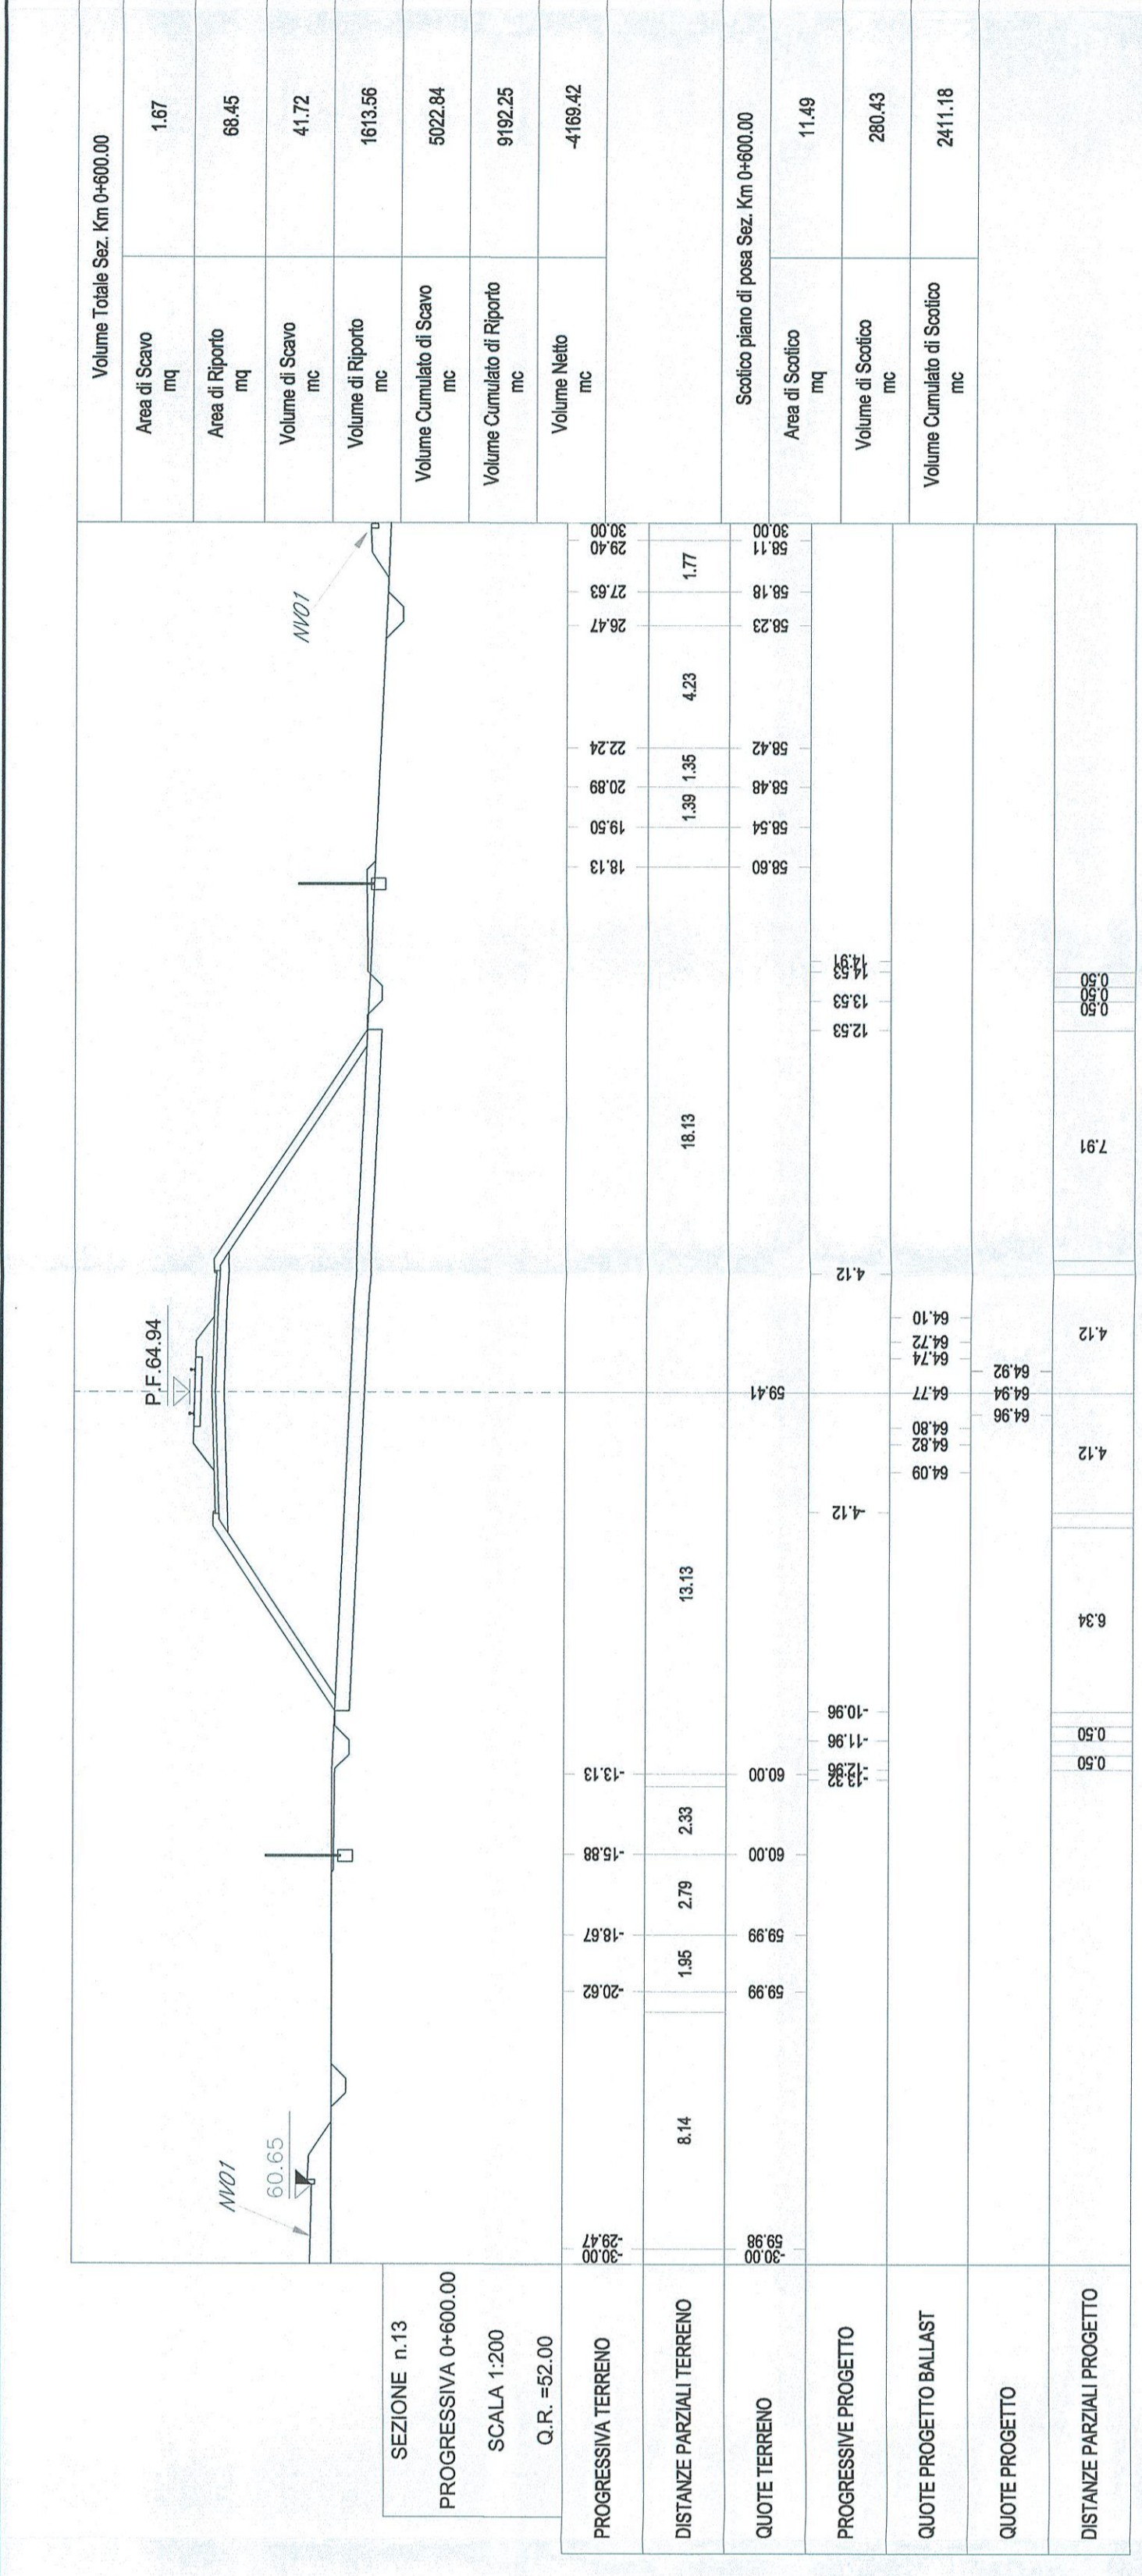 Volume Totale Sez. Km 0+600.00
Area di Scavo
mq
1.67
Area di Riporto
mq
68.45
Volume di Scavo
mc
41.72
Volume di Riporto
mc
1613.56
Volume Cumulato di Scavo
mc
5022.84
Volume Cumulato di Riporto
mc
9192.25
Volume Netto
mc
-4169.42
Scotico piano di posa Sez. Km 0+600.00
Area di Scotico
mq
11.49
Volume di Scotico
mc
280.43
Volume Cumulato di Scotico
mc
2411.18
P.F.64.94
NV01
60.65
NV01
SEZIONE n.13
PROGRESSIVA 0+600.00
SCALA 1:200
Q.R. =52.00
PROGRESSIVA TERRENO
-30.00 -29.47 -20.62 -18.67 -15.88 -13.13 18.13 19.50 20.89 22.24 26.47 27.63 29.40 30.00
DISTANZE PARZIALI TERRENO
8.14 1.95 2.79 2.33 13.13 18.13 1.39 1.35 4.23 1.77
QUOTE TERRENO
-30.00 59.98 59.99 59.99 60.00 60.00 59.41 58.60 58.54 58.48 58.42 58.23 58.18 58.11 30.00
PROGRESSIVE PROGETTO
-13.32 -12.96 -11.96 -10.96 -4.12 4.12 12.53 13.53 14.53 14.91
QUOTE PROGETTO BALLAST
64.09 64.82 64.80 64.77 64.74 64.72 64.10
QUOTE PROGETTO
64.96 64.94 64.92
DISTANZE PARZIALI PROGETTO
0.50 0.50 6.34 4.12 4.12 7.91 0.50 0.50 0.50